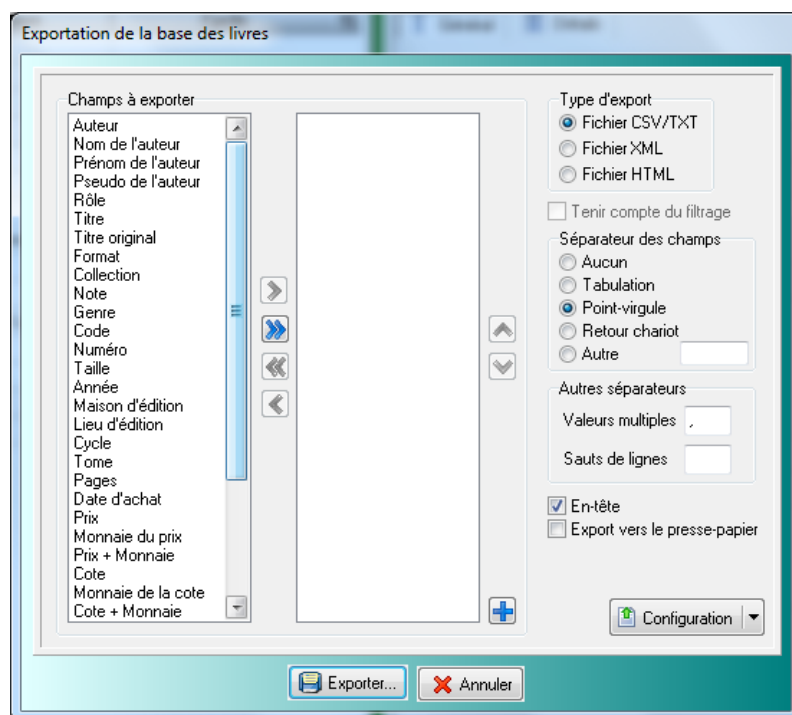 Exportation de la base des livres
Champs à exporter
Auteur
Nom de l'auteur
Prénom de l'auteur
Pseudo de l'auteur
Rôle
Titre
Titre original
Format
Collection
Note
Genre
Code
Numéro
Taille
Année
Maison d'édition
Lieu d'édition
Cycle
Tome
Pages
Date d'achat
Prix
Monnaie du prix
Prix + Monnaie
Cote
Monnaie de la cote
Cote + Monnaie
Type d'export
Fichier CSV/TXT
Fichier XML
Fichier HTML
Tenir compte du filtrage
Séparateur des champs
Aucun
Tabulation
Point-virgule
Retour chariot
Autre
Autres séparateurs
Valeurs multiples ,
Sauts de lignes
En-tête
Export vers le presse-papier
Configuration
Exporter... Annuler